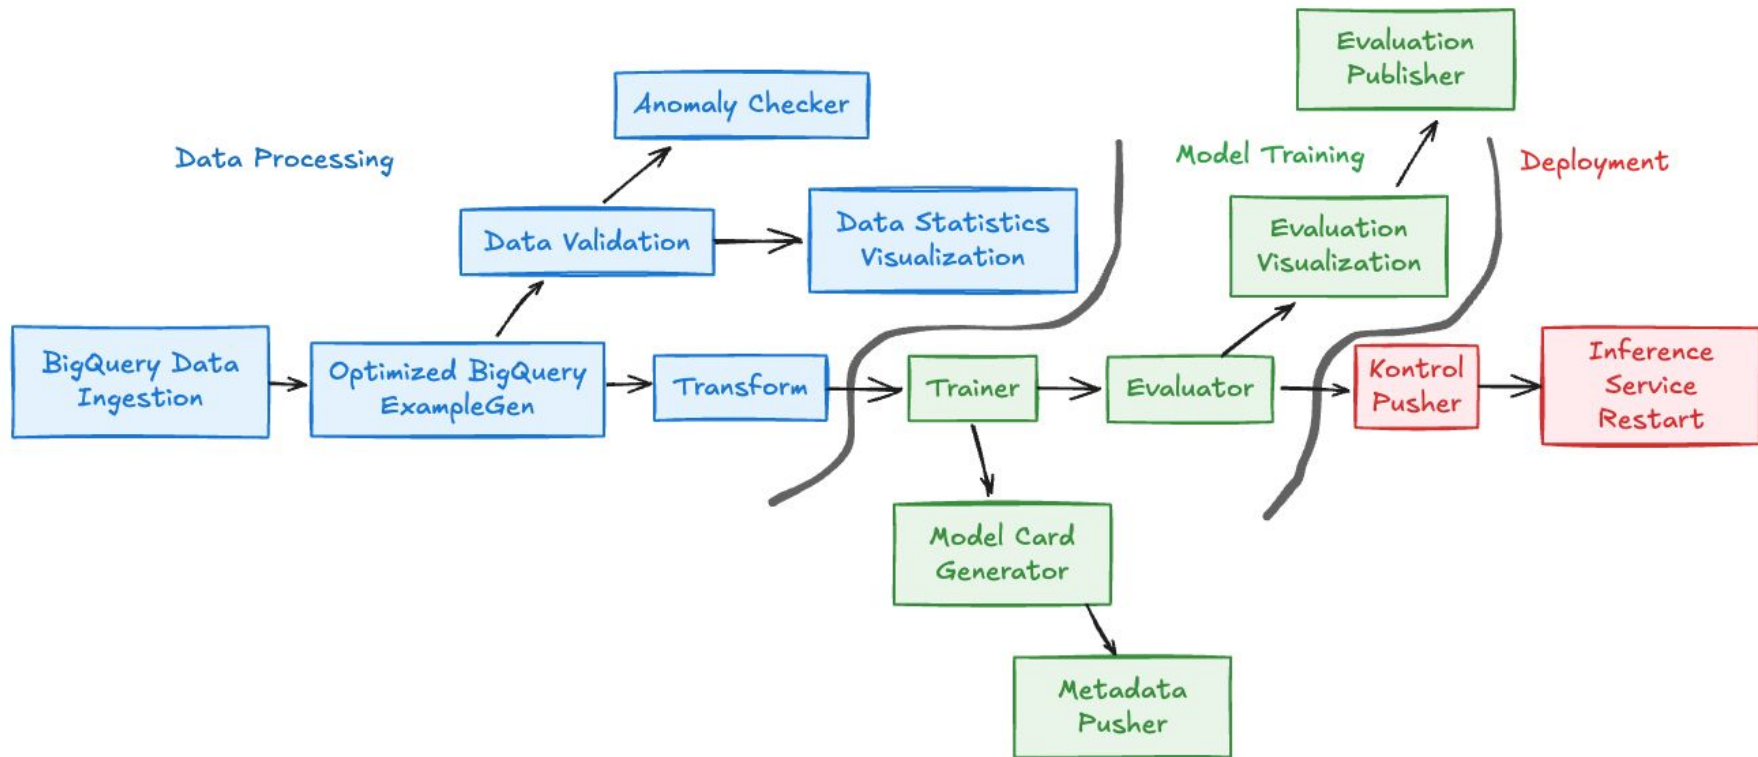 Evaluation
Publisher
Anomaly Checker
Data Processing
Model Training
Deployment
Data Validation
Data Statistics
Visualization
Evaluation
Visualization
BigQuery Data
Ingestion
Optimized BigQuery
ExampleGen
Transform
Trainer
Evaluator
Kontrol
Pusher
Inference
Service
Restart
Model Card
Generator
Metadata
Pusher